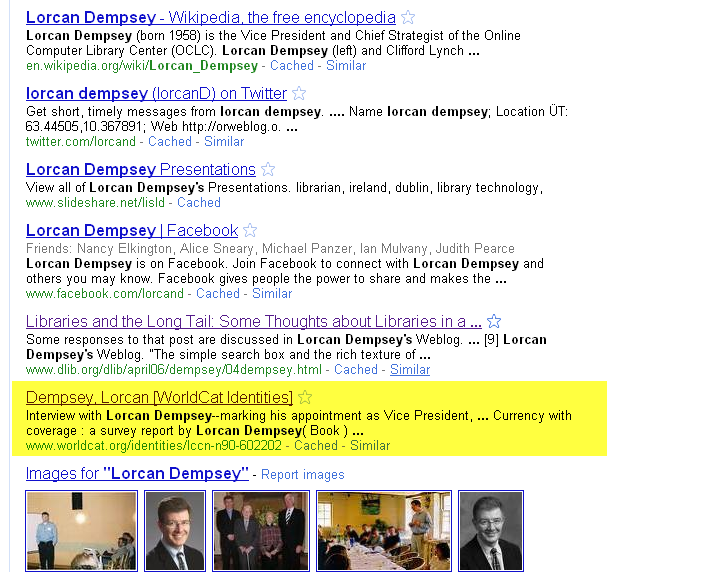 Lorcan Dempsey - Wikipedia, the free encyclopedia
Lorcan Dempsey (born 1958) is the Vice President and Chief Strategist of the Online
Computer Library Center (OCLC). Lorcan Dempsey (left) and Clifford Lynch ...
en.wikipedia.org/wiki/Lorcan_Dempsey - Cached - Similar
lorcan dempsey (lorcanD) on Twitter
Get short, timely messages from lorcan dempsey. .... Name lorcan dempsey; Location ÜT:
63.44505,10.367891; Web http://orweblog.o. ...
twitter.com/lorcand - Cached - Similar
Lorcan Dempsey Presentations
View all of Lorcan Dempsey's Presentations. librarian, ireland, dublin, library technology,
www.slideshare.net/lisld - Cached
Lorcan Dempsey | Facebook
Friends: Nancy Elkington, Alice Sneary, Michael Panzer, Ian Mulvany, Judith Pearce
Lorcan Dempsey is on Facebook. Join Facebook to connect with Lorcan Dempsey and
others you may know. Facebook gives people the power to share and makes the ...
www.facebook.com/lorcand - Cached - Similar
Libraries and the Long Tail: Some Thoughts about Libraries in a ...
Some responses to that post are discussed in Lorcan Dempsey's Weblog. ... [9] Lorcan
Dempsey's Weblog. "The simple search box and the rich texture of ...
www.dlib.org/dlib/april06/dempsey/04dempsey.html - Cached - Similar
Dempsey, Lorcan [WorldCat Identities]
Interview with Lorcan Dempsey--marking his appointment as Vice President, ... Currency with
coverage : a survey report by Lorcan Dempsey( Book ) ...
www.worldcat.org/identities/lccn-n90-602202 - Cached - Similar
Images for "Lorcan Dempsey" - Report images